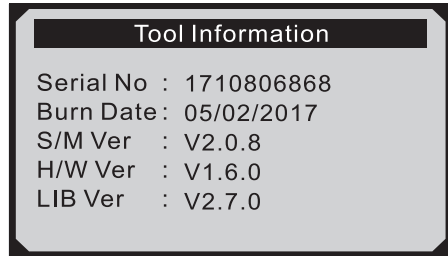 Tool Information
Serial No : 1710806868
Burn Date : 05/02/2017
S/M Ver : V2.0.8
H/W Ver : V1.6.0
LIB Ver : V2.7.0